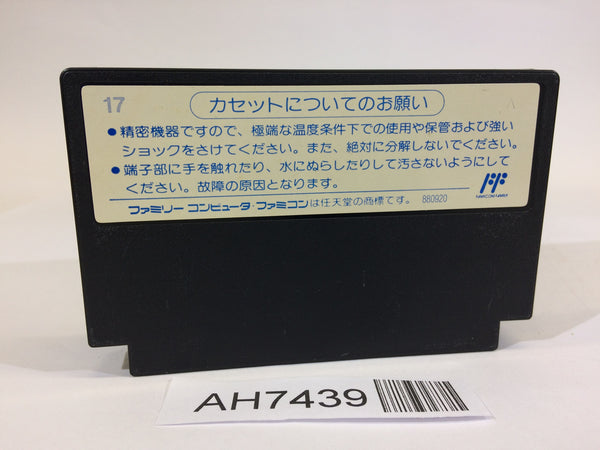 17
カセットについてのお願い
●精密機器ですので、極端な温度条件下での使用や保管および強い
ショックをさけてください。また、絶対に分解しないでください。
●端子部に手を触れたり、水にぬらしたりして汚さないようにして
ください。故障の原因となります。
ファミリー コンピュータ・ファミコンは任天堂の商標です。 880920
FAMICOM FAMILY
AH7439